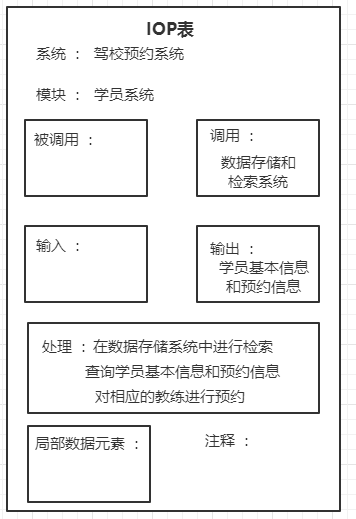 IOP表
系统 ： 驾校预约系统
模块 ： 学员系统
被调用 ：
调用 ：
数据存储和
检索系统
输入 ：
输出 ：
学员基本信息
和预约信息
处理 ：在数据存储系统中进行检索
查询学员基本信息和预约信息
对相应的教练进行预约
局部数据元素 ：
注释 ：